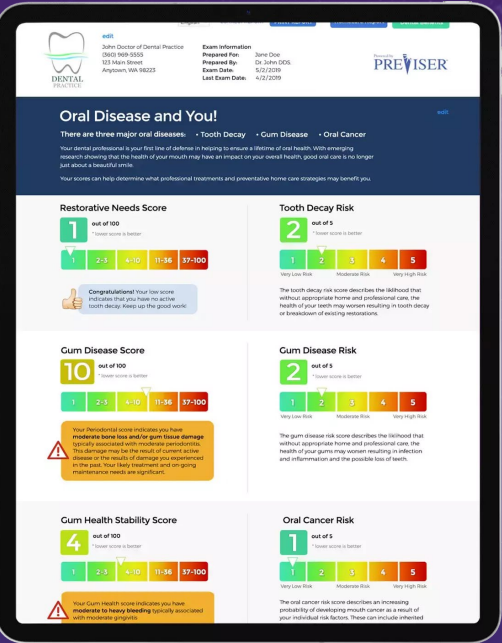 edit
John Doctor of Dental Practice
(360) 969-5555
123 Main Street
Anytown, WA 98223
Exam Information
Prepared For: Jane Doe
Prepared By: Dr. John DDS
Exam Date: 5/2/2019
Last Exam Date: 4/2/2019
DENTAL
PRACTICE
Powered by
PREVISER
Oral Disease and You!
edit
There are three major oral diseases: • Tooth Decay • Gum Disease • Oral Cancer
Your dental professional is your first line of defense in helping to ensure a lifetime of oral health. With emerging
research showing that the health of your mouth may have an impact on your overall health, good oral care is no longer
just about a beautiful smile.
Your scores can help determine what professional treatments and preventative home care strategies may benefit you.
Restorative Needs Score
1
out of 100
* lower score is better
1 2-3 4-10 11-36 37-100
Congratulations! Your low score
indicates that you have no active
tooth decay. Keep up the good work!
Tooth Decay Risk
2
out of 5
* lower score is better
1 2 3 4 5
Very Low Risk Moderate Risk Very High Risk
The tooth decay risk score describes the liklihood that
without appropriate home and professional care, the
health of your teeth may worsen resulting in tooth decay
or breakdown of existing restorations.
Gum Disease Score
10
out of 100
* lower score is better
1 2-3 4-10 11-36 37-100
Your Periodontal score indicates you have
moderate bone loss and/or gum tissue damage
typically associated with moderate periodontitis.
This damage may be the result of current active
disease or the results of damage you experienced
in the past. Your likely treatment and on-going
maintenance needs are significant.
Gum Disease Risk
2
out of 5
* lower score is better
1 2 3 4 5
Very Low Risk Moderate Risk Very High Risk
The gum disease risk score describes the liklihood that
without appropriate home and professional care, the
health of your gums may worsen resulting in infection
and inflammation and the possible loss of teeth.
Gum Health Stability Score
4
out of 100
* lower score is better
1 2-3 4-10 11-36 37-100
Your Gum Health score indicates you have
moderate to heavy bleeding typically associated
with moderate gingivitis
Oral Cancer Risk
1
out of 5
* lower score is better
1 2 3 4 5
Very Low Risk Moderate Risk Very High Risk
The oral cancer risk score describes an increasing
probability of developing mouth cancer as a result of
your individual risk factors. These can include inherited